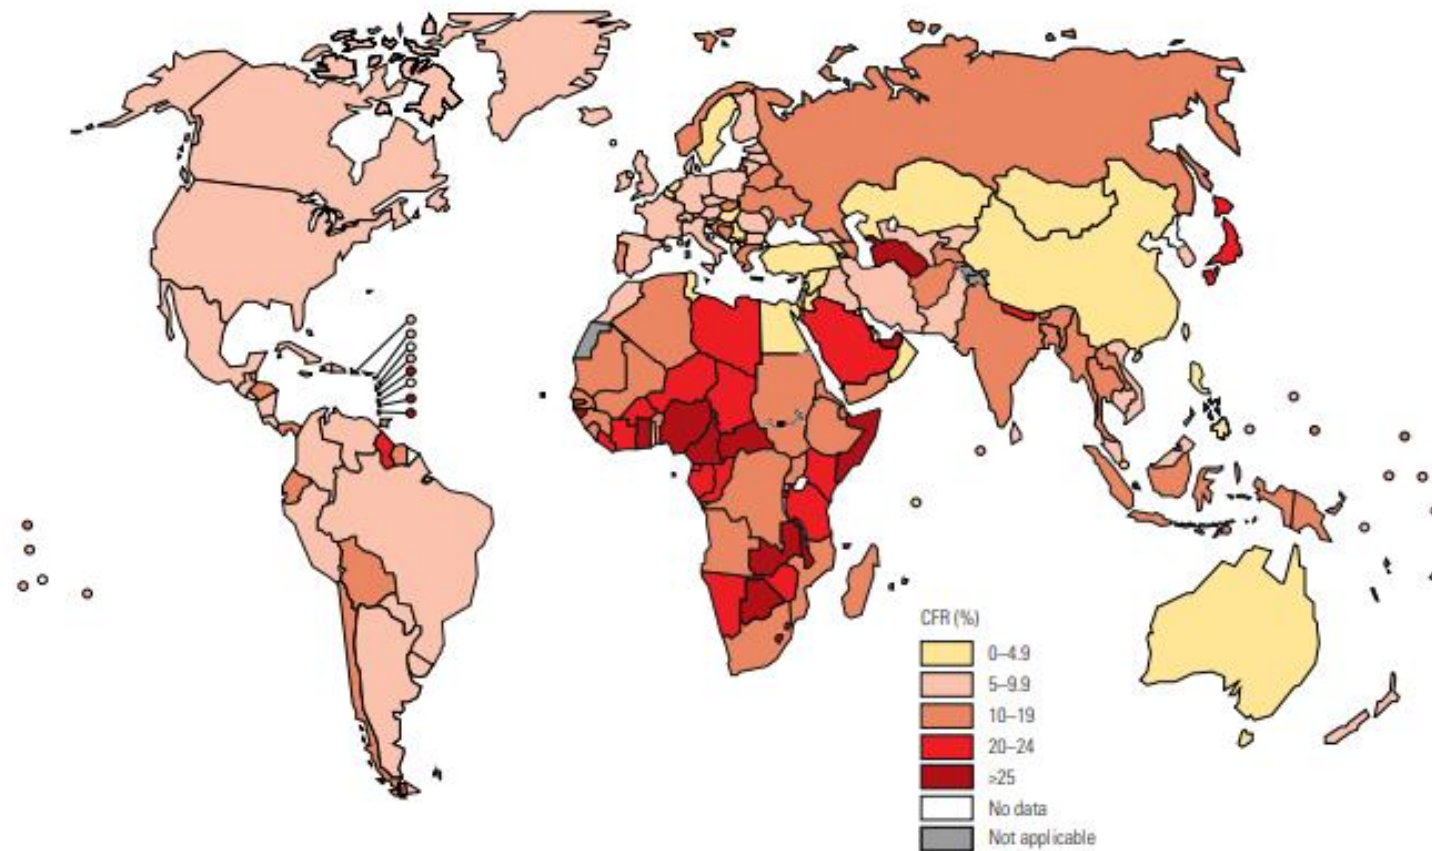 CFR (%)
0–4.9
5–9.9
10–19
20–24
≥25
No data
Not applicable